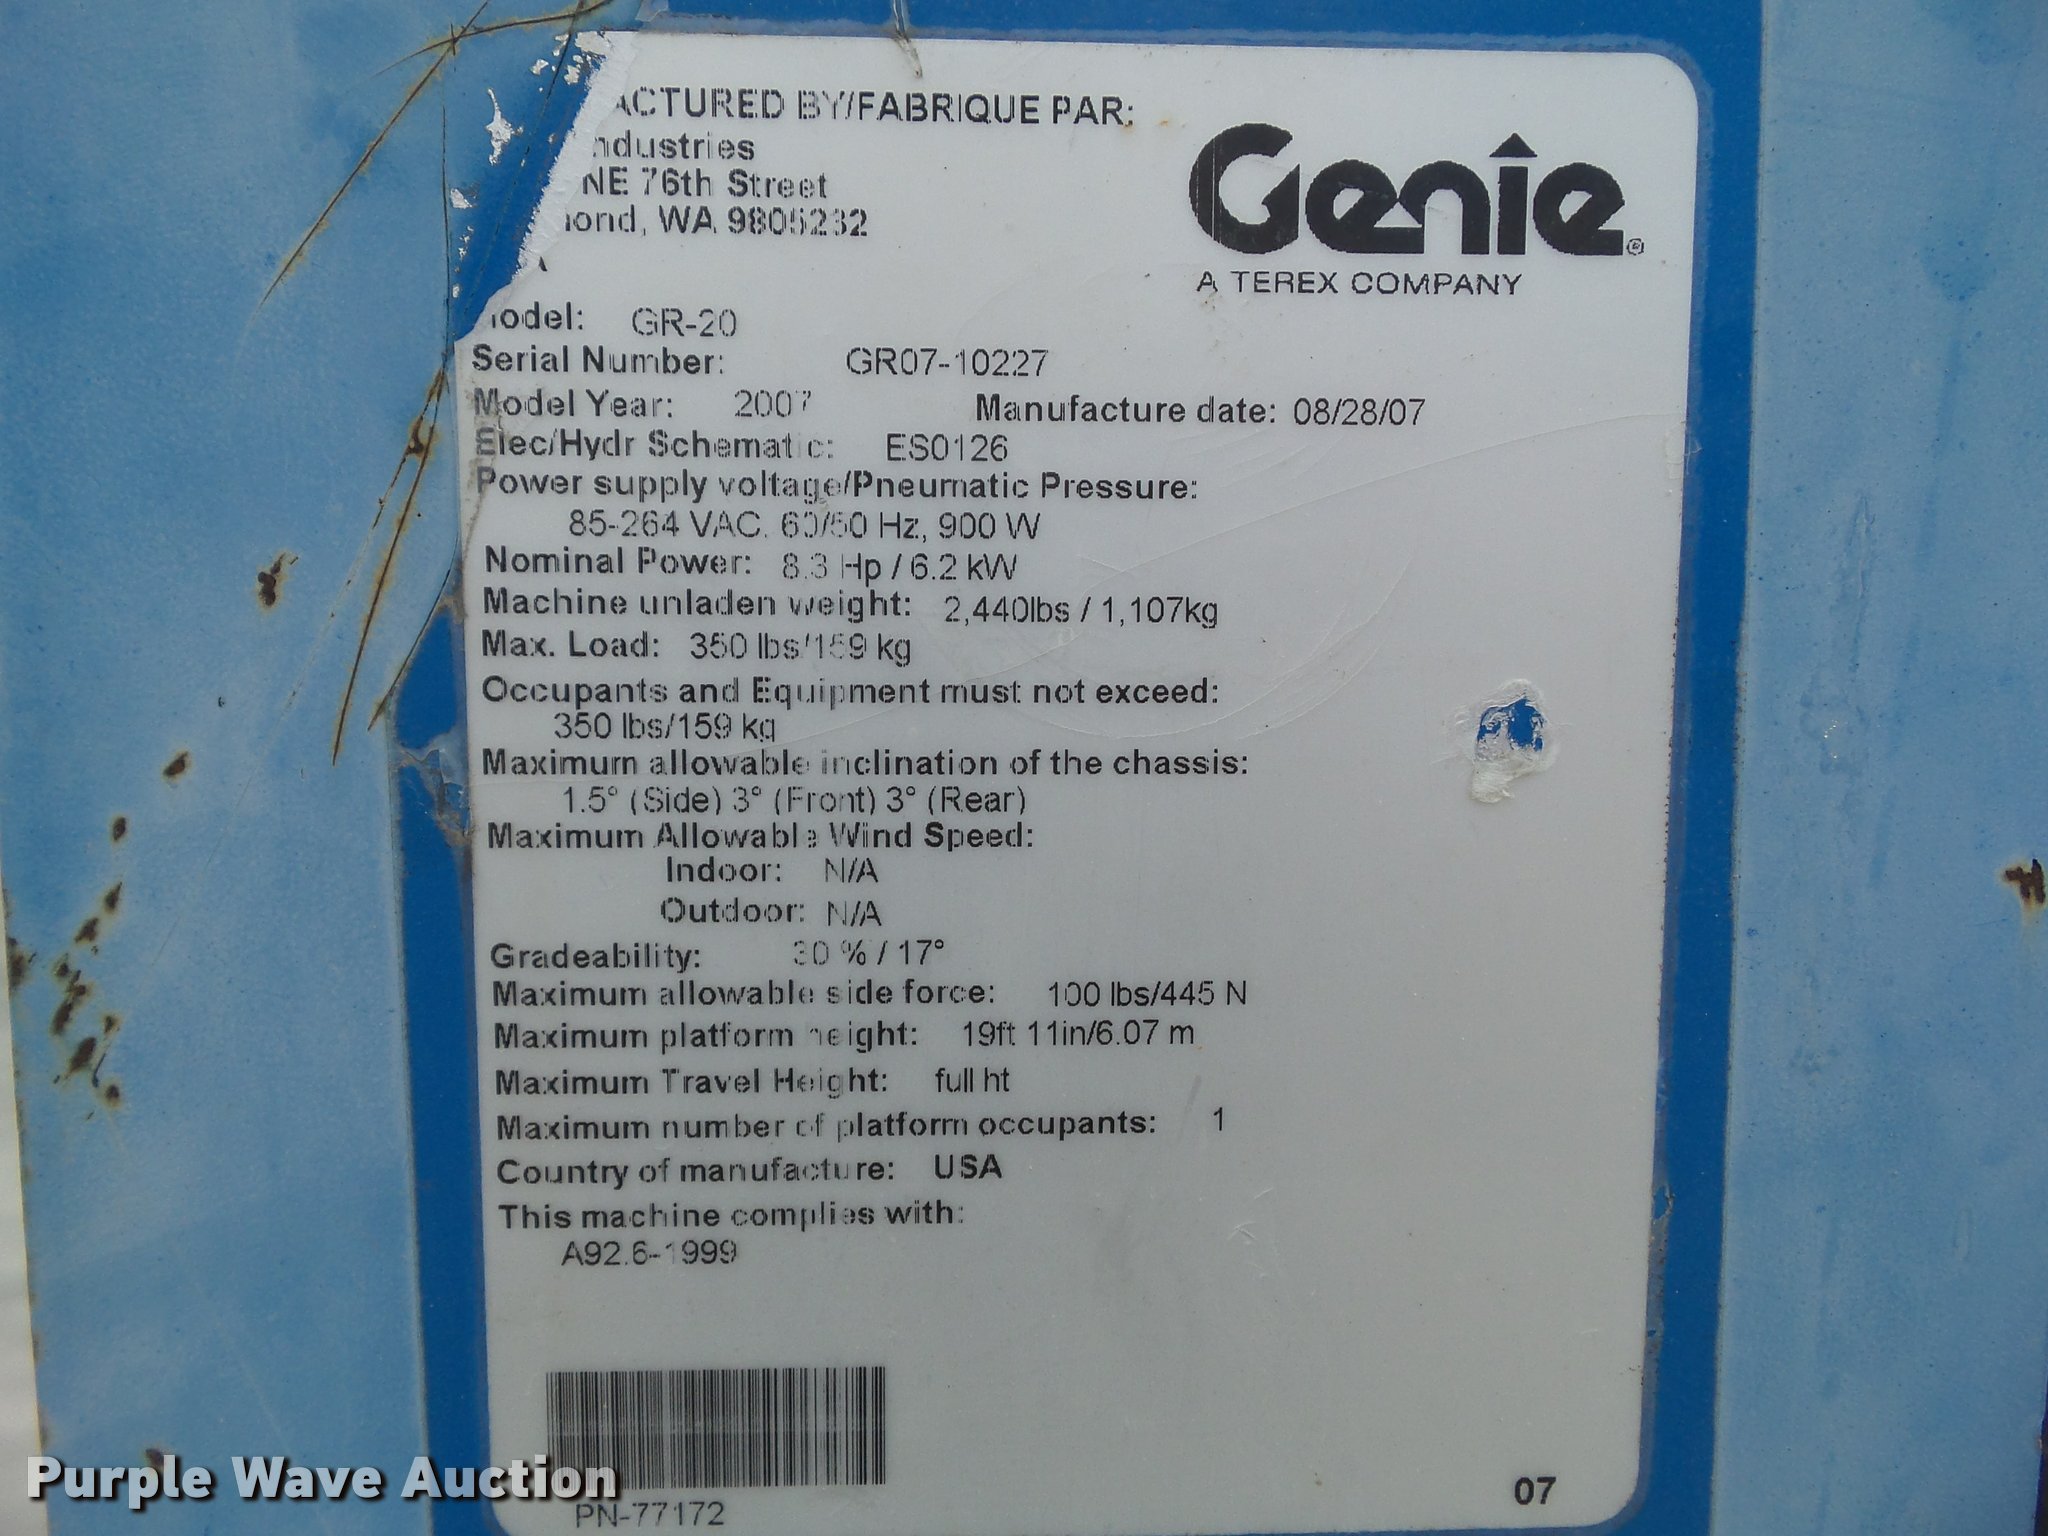 ACTURED BY/FABRIQUE PAR:
ndustries
NE 76th Street
mond, WA 9805232
A
Genie®
A TEREX COMPANY
Model: GR-20
Serial Number: GR07-10227
Model Year: 2007 Manufacture date: 08/28/07
Elec/Hydr Schematic: ES0126
Power supply voltage/Pneumatic Pressure:
85-264 VAC, 60/50 Hz, 900 W
Nominal Power: 8.3 Hp / 6.2 kW
Machine unladen weight: 2,440lbs / 1,107kg
Max. Load: 350 lbs/159 kg
Occupants and Equipment must not exceed:
350 lbs/159 kg
Maximum allowable inclination of the chassis:
1.5° (Side) 3° (Front) 3° (Rear)
Maximum Allowable Wind Speed:
Indoor: N/A
Outdoor: N/A
Gradeability: 30 % / 17°
Maximum allowable side force: 100 lbs/445 N
Maximum platform height: 19ft 11in/6.07 m
Maximum Travel Height: full ht
Maximum number of platform occupants: 1
Country of manufacture: USA
This machine complies with:
A92.6-1999
Purple Wave Auction
07
PN-77172